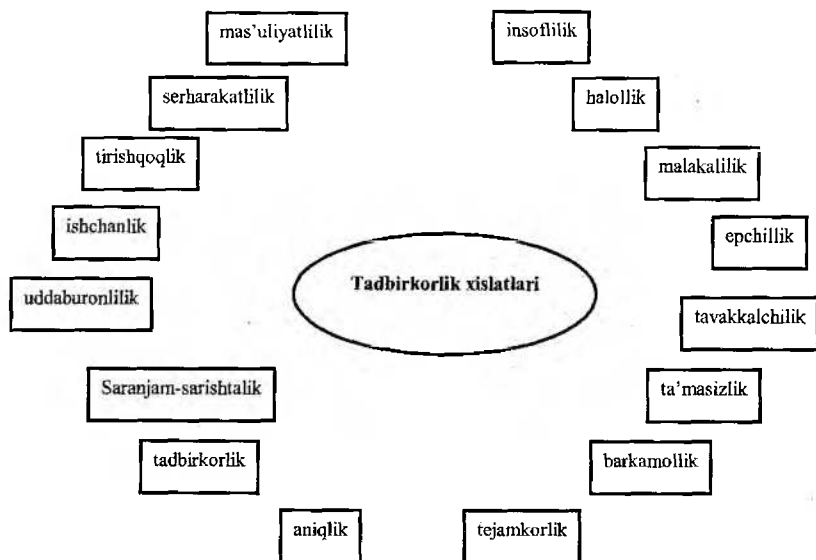 mas’uliyatlilik
insoflilik
serharakatlilik
halollik
tirishqoqlik
malakalilik
ishchanlik
epchillik
Tadbirkorlik xislatlari
uddaburonlilik
tavakkalchilik
Saranjam-sarishtalik
ta’masizlik
tadbirkorlik
barkamollik
aniqlik
tejamkorlik